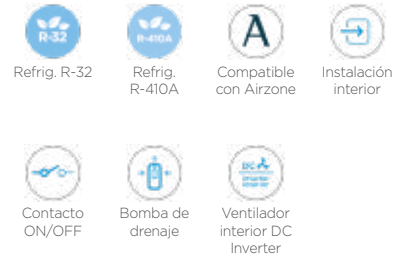 R-32
R-410A
A
Refrig. R-32
Refrig.
R-410A
Compatible
con Airzone
Instalación
interior
DC
Contacto
ON/OFF
Bomba de
drenaje
Ventilador
interior DC
Inverter